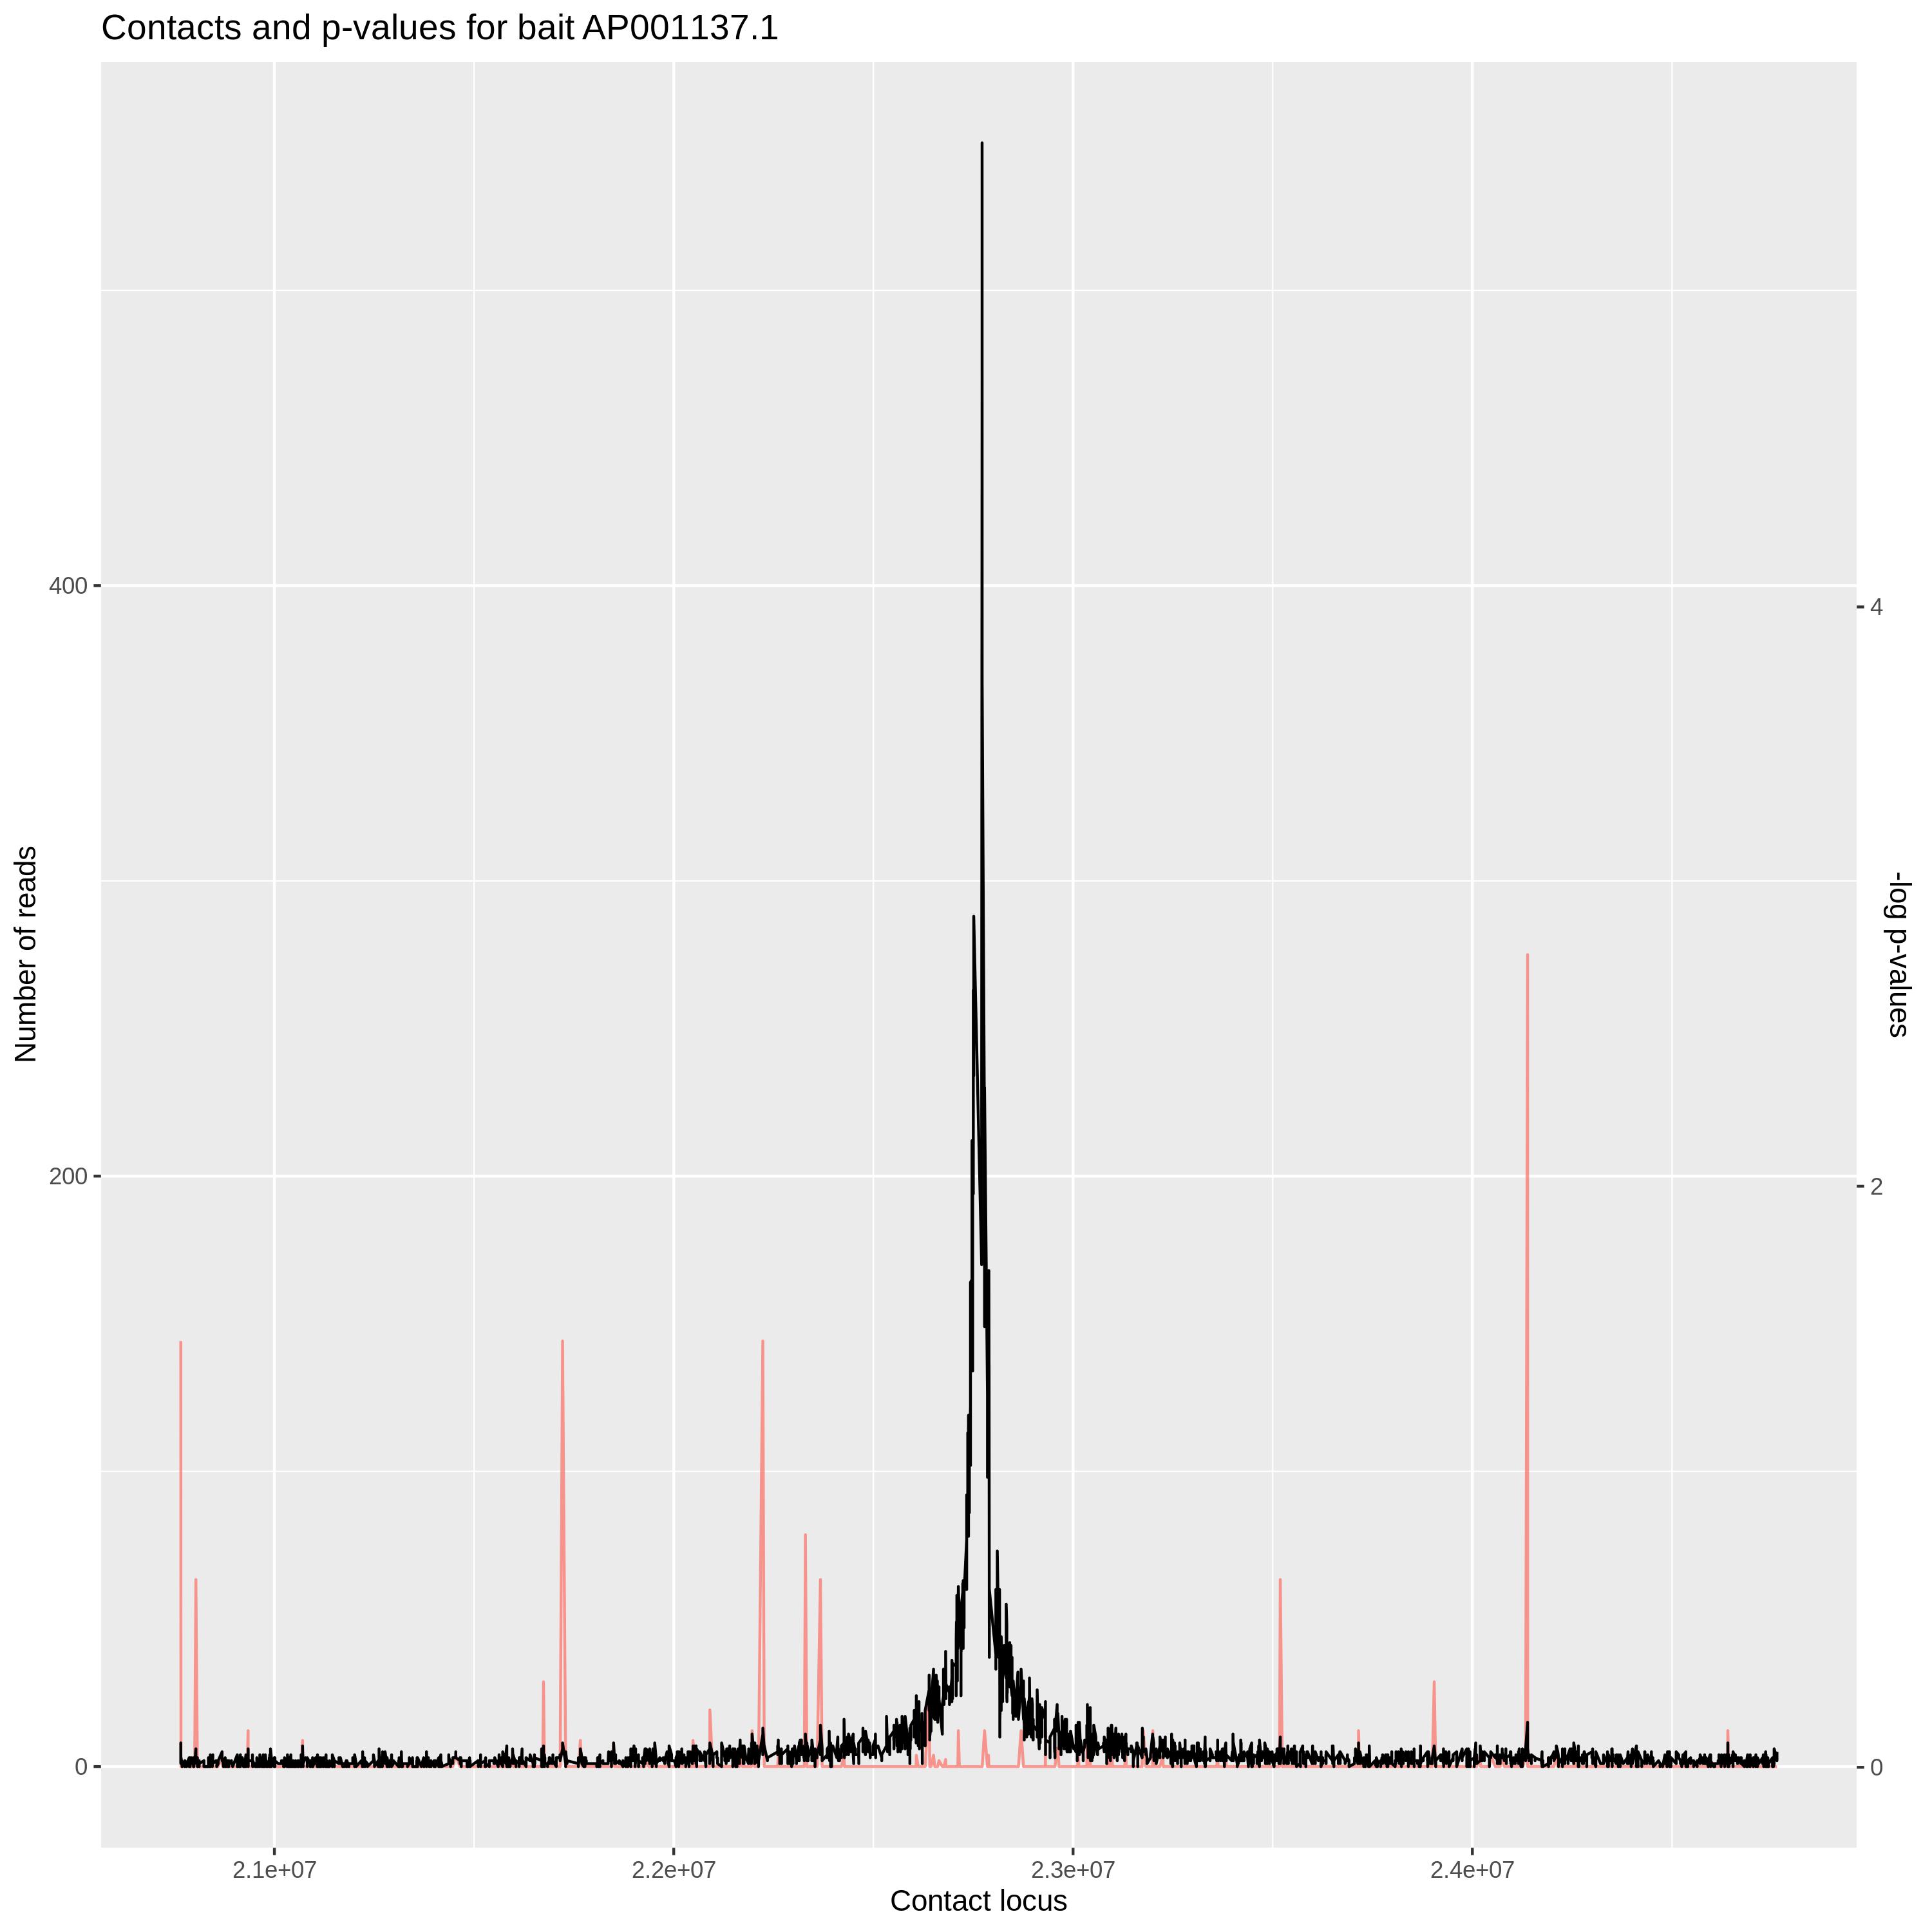 Contacts and p-values for bait AP001137.1
Number of reads
400
200
0
-log p-values
4
2
0
2.1e+07
2.2e+07
2.3e+07
2.4e+07
Contact locus